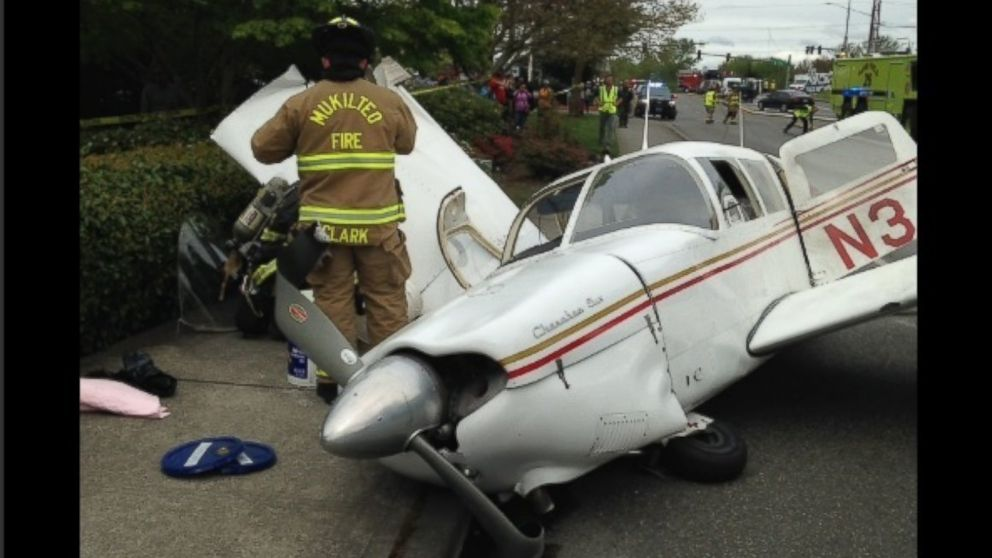 MUKILTEO
FIRE
CLARK
Cherokee Six
N3